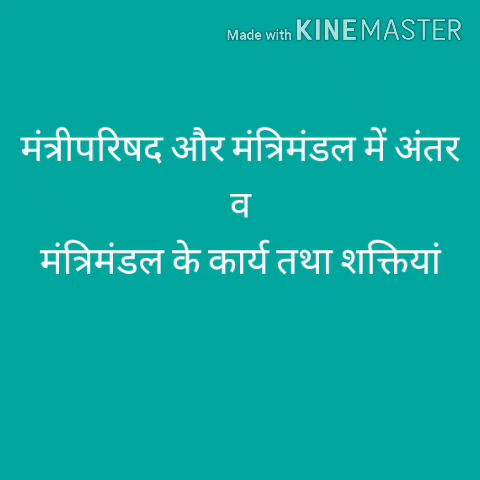 Made with KINEMASTER
मंत्रीपरिषद और मंत्रिमंडल में अंतर
व
मंत्रिमंडल के कार्य तथा शक्तियां